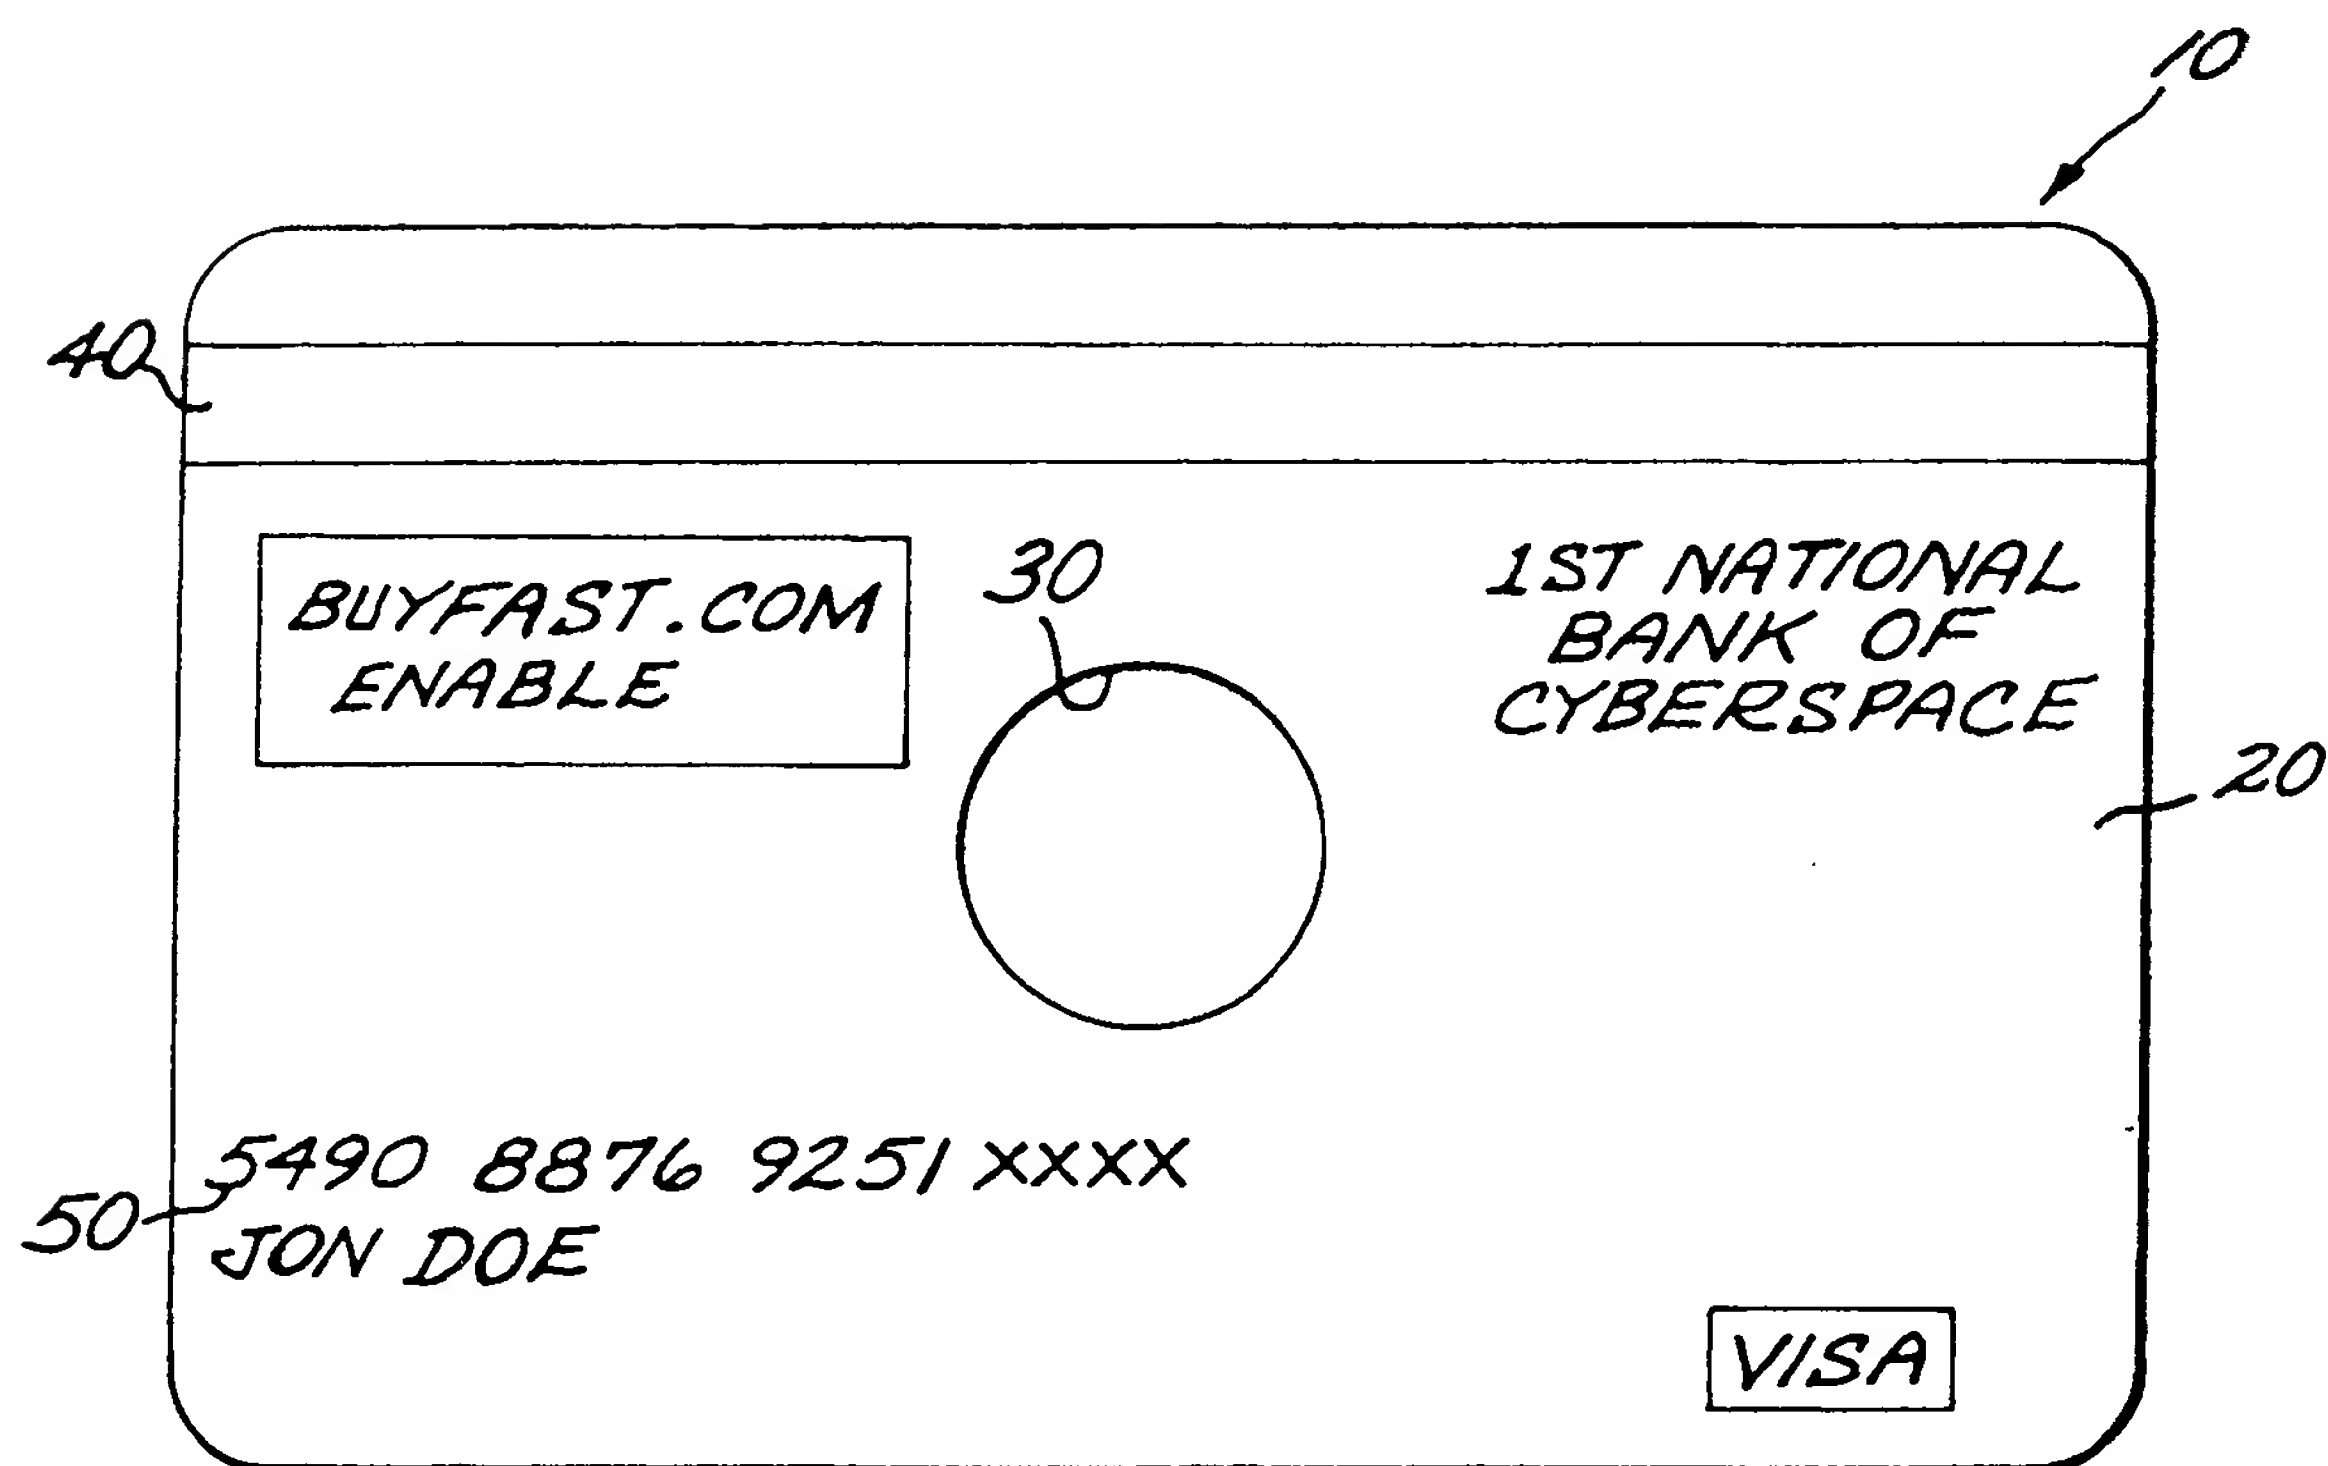 10
40
BUYFAST.COM
ENABLE
30
1ST NATIONAL
BANK OF
CYBERSPACE
20
5490 8876 9251 XXXX
50
JON DOE
VISA